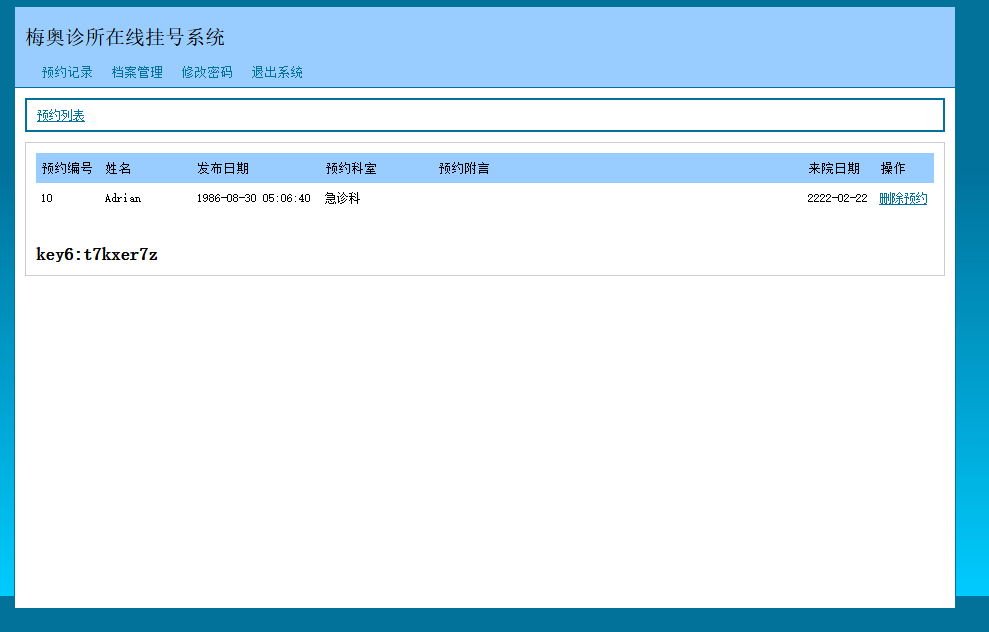 梅奥诊所在线挂号系统
预约记录 档案管理 修改密码 退出系统
预约列表
预约编号 姓名 发布日期 预约科室 预约附言 来院日期 操作
10 Adrian 1986-08-30 05:06:40 急诊科 2222-02-22 删除预约
key6:t7kxer7z